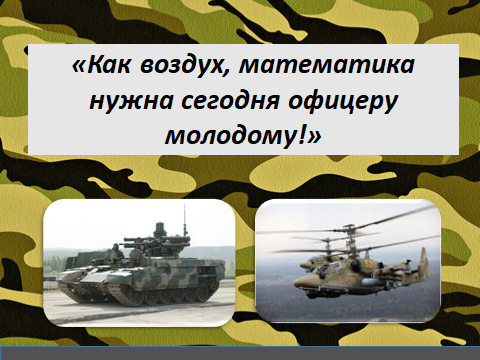 «Как воздух, математика
нужна сегодня офицеру
молодому!»